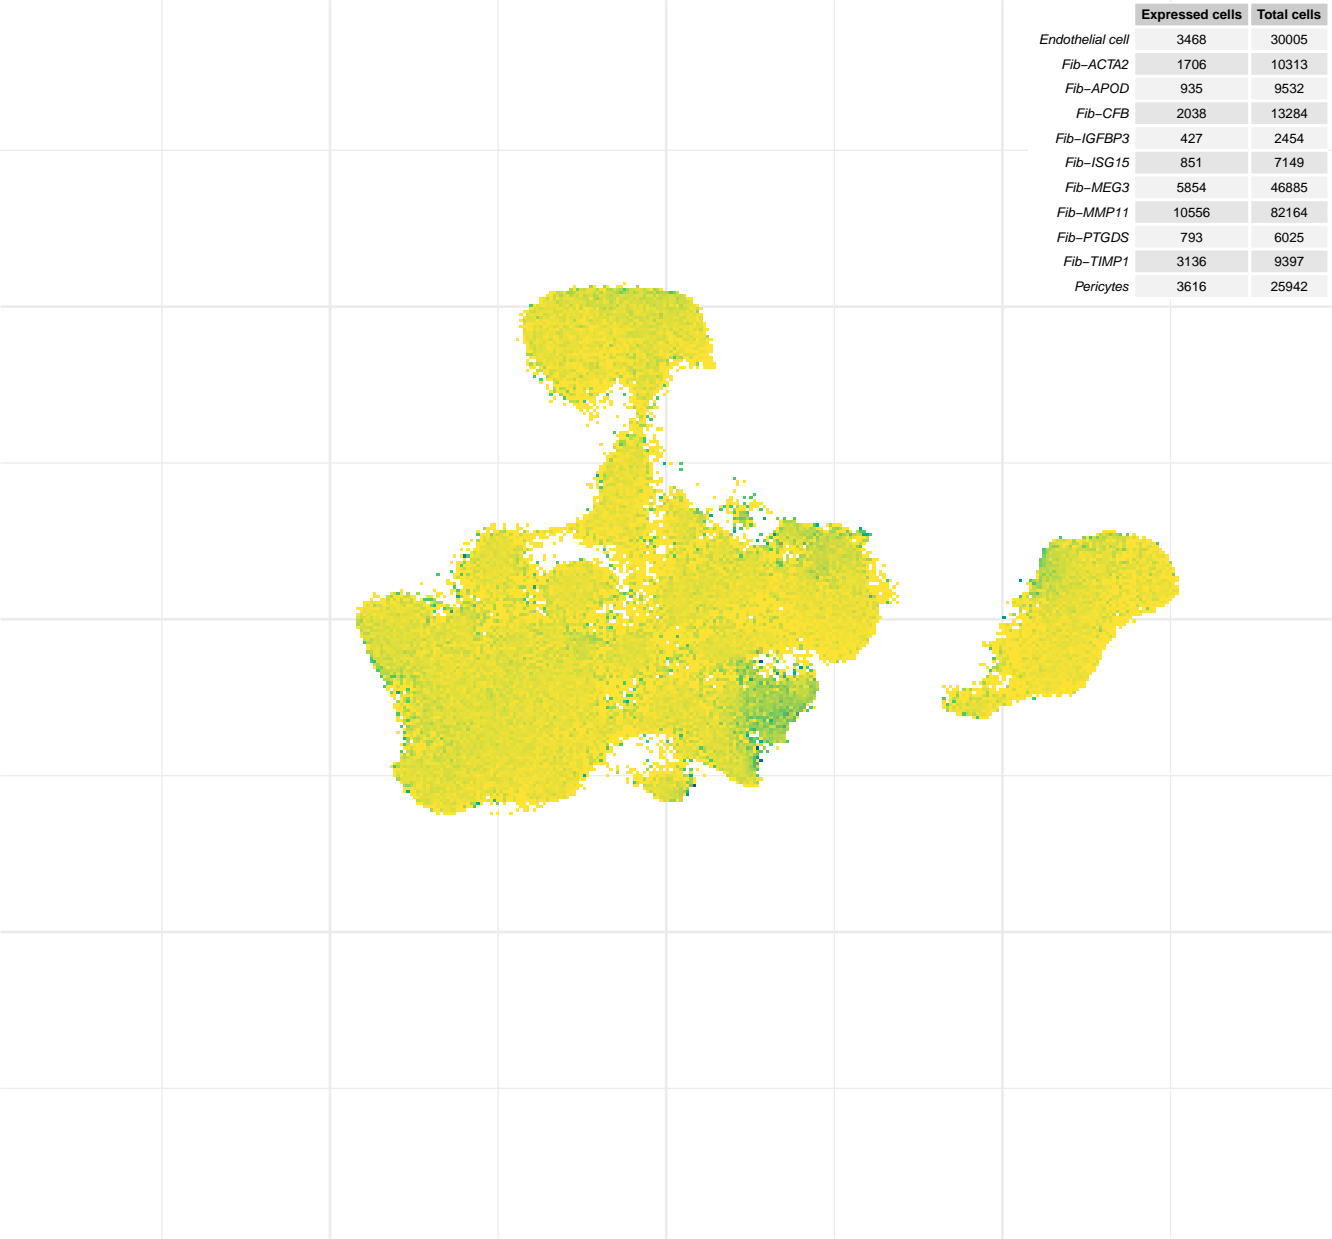 Expressed cells Total cells
Endothelial cell 3468 30005
Fib−ACTA2 1706 10313
Fib−APOD 935 9532
Fib−CFB 2038 13284
Fib−IGFBP3 427 2454
Fib−ISG15 851 7149
Fib−MEG3 5854 46885
Fib−MMP11 10556 82164
Fib−PTGDS 793 6025
Fib−TIMP1 3136 9397
Pericytes 3616 25942